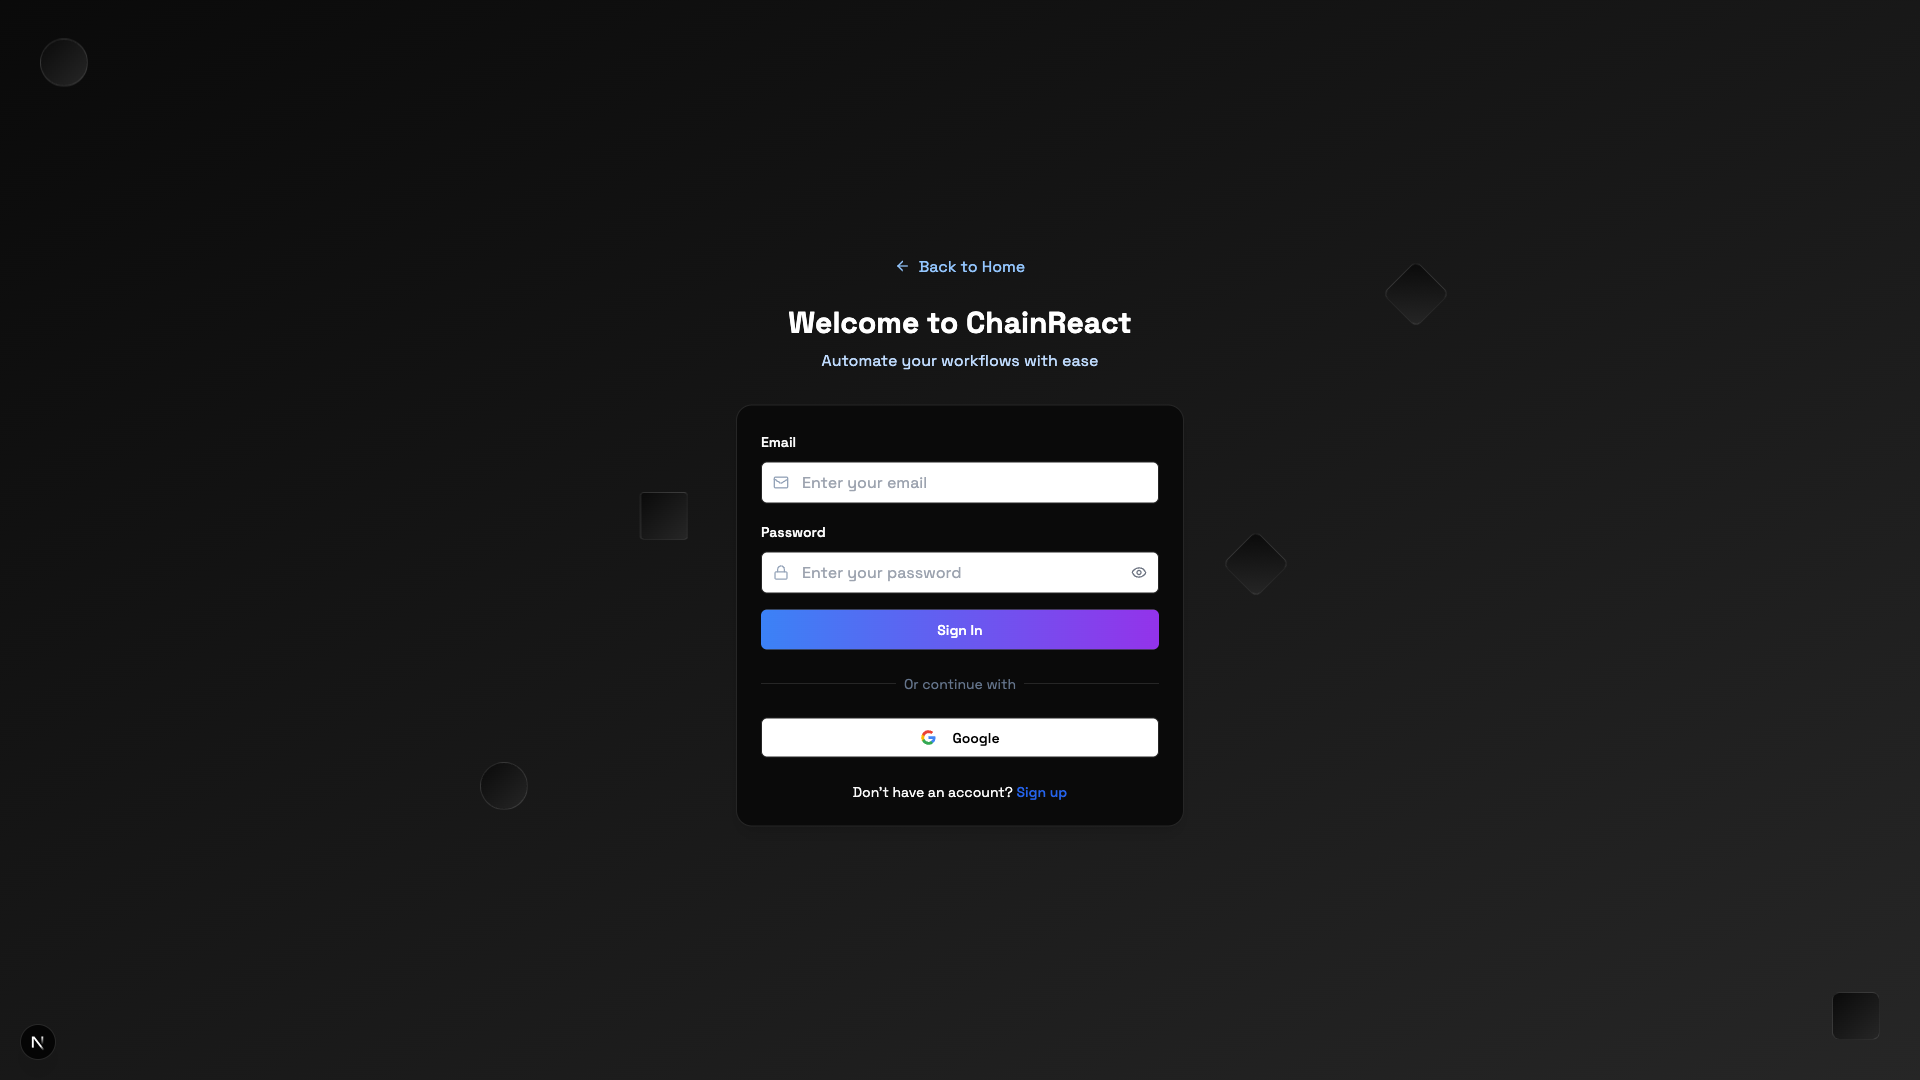 Back to Home
Welcome to ChainReact
Automate your workflows with ease
Email
Enter your email
Password
Enter your password
Sign In
Or continue with
Google
Don't have an account? Sign up
N